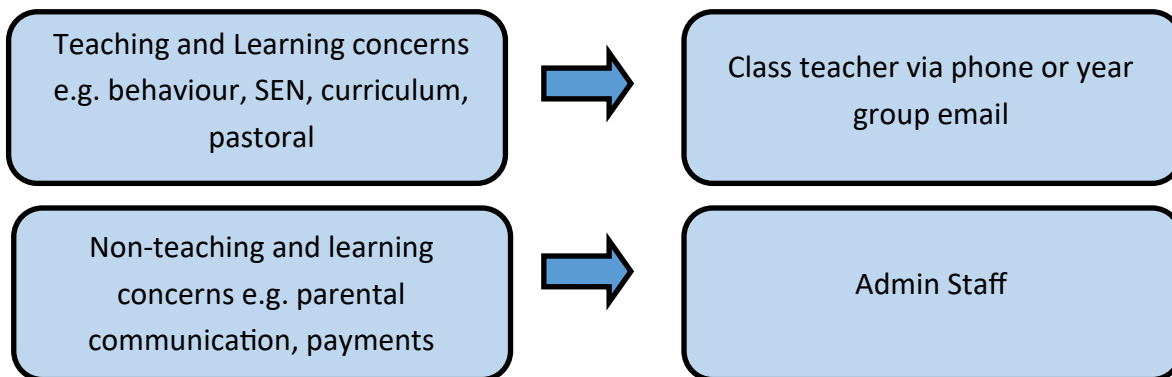 Teaching and Learning concerns
e.g. behaviour, SEN, curriculum,
pastoral
Class teacher via phone or year
group email
Non-teaching and learning
concerns e.g. parental
communication, payments
Admin Staff